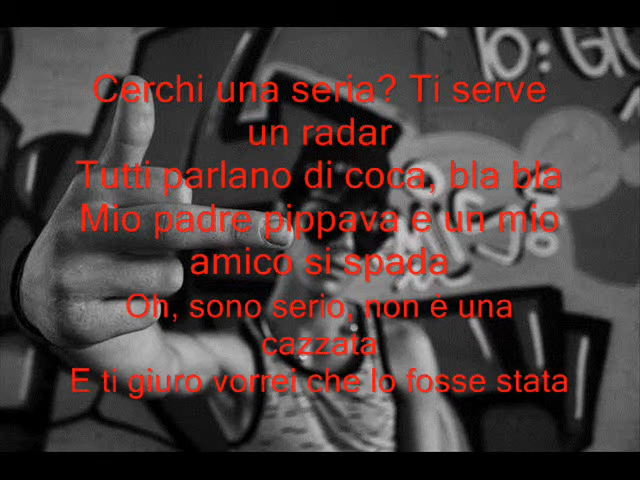 Cerchi una seria? Ti serve
un radar
Tutti parlano di coca, bla bla
Mio padre pippava e un mio
amico si spada
Oh, sono serio, non è una
cazzata
E ti giuro vorrei che lo fosse stata